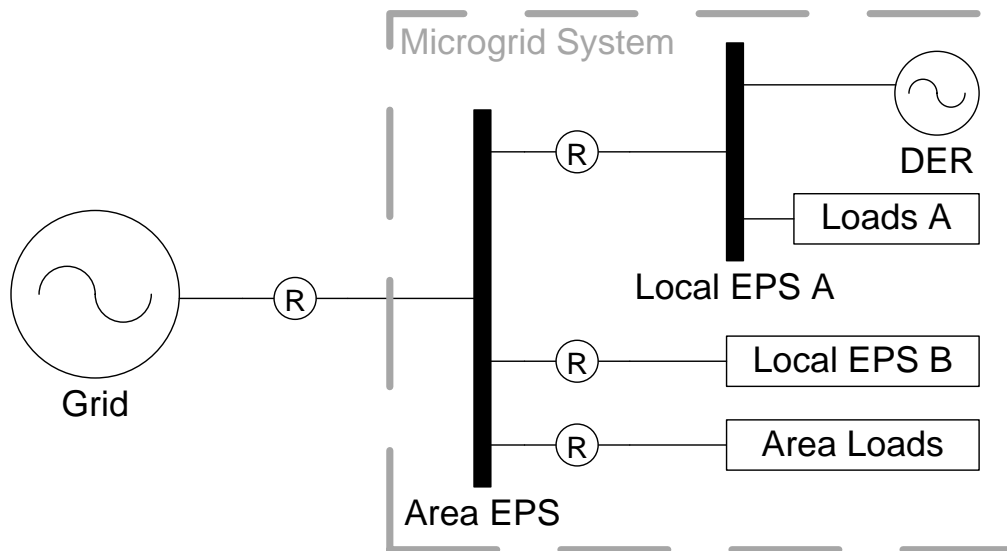 Microgrid System
R
DER
Loads A
Local EPS A
R
Grid
R
Local EPS B
R
Area Loads
Area EPS